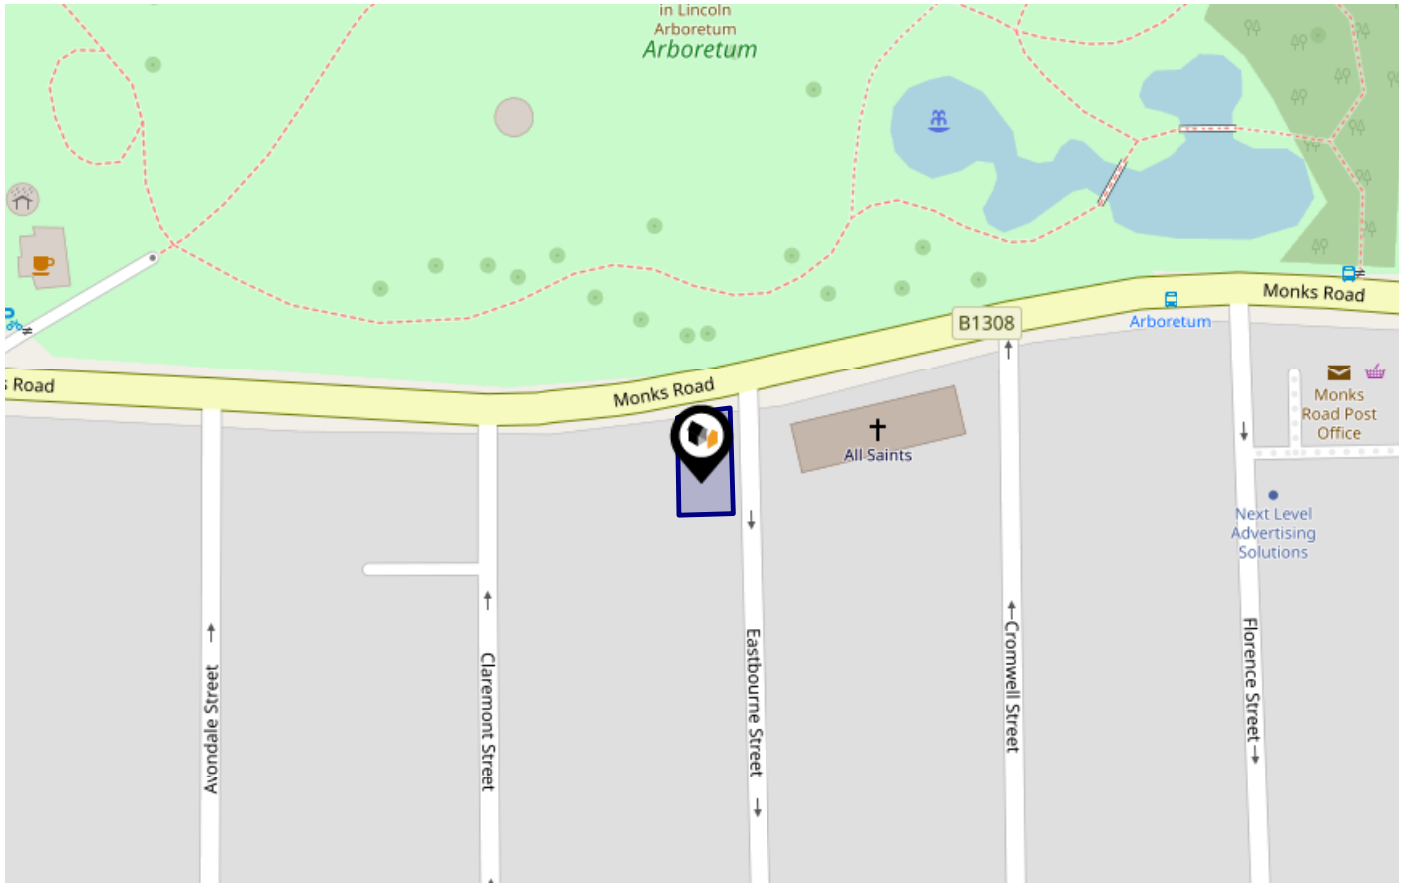 in Lincoln
Arboretum
Arboretum
Monks Road
B1308
Arboretum
s Road
Monks Road
Monks
Road Post
Office
All Saints
Next Level
Advertising
Solutions
Avondale Street
Claremont Street
Eastbourne Street
Cromwell Street
Florence Street